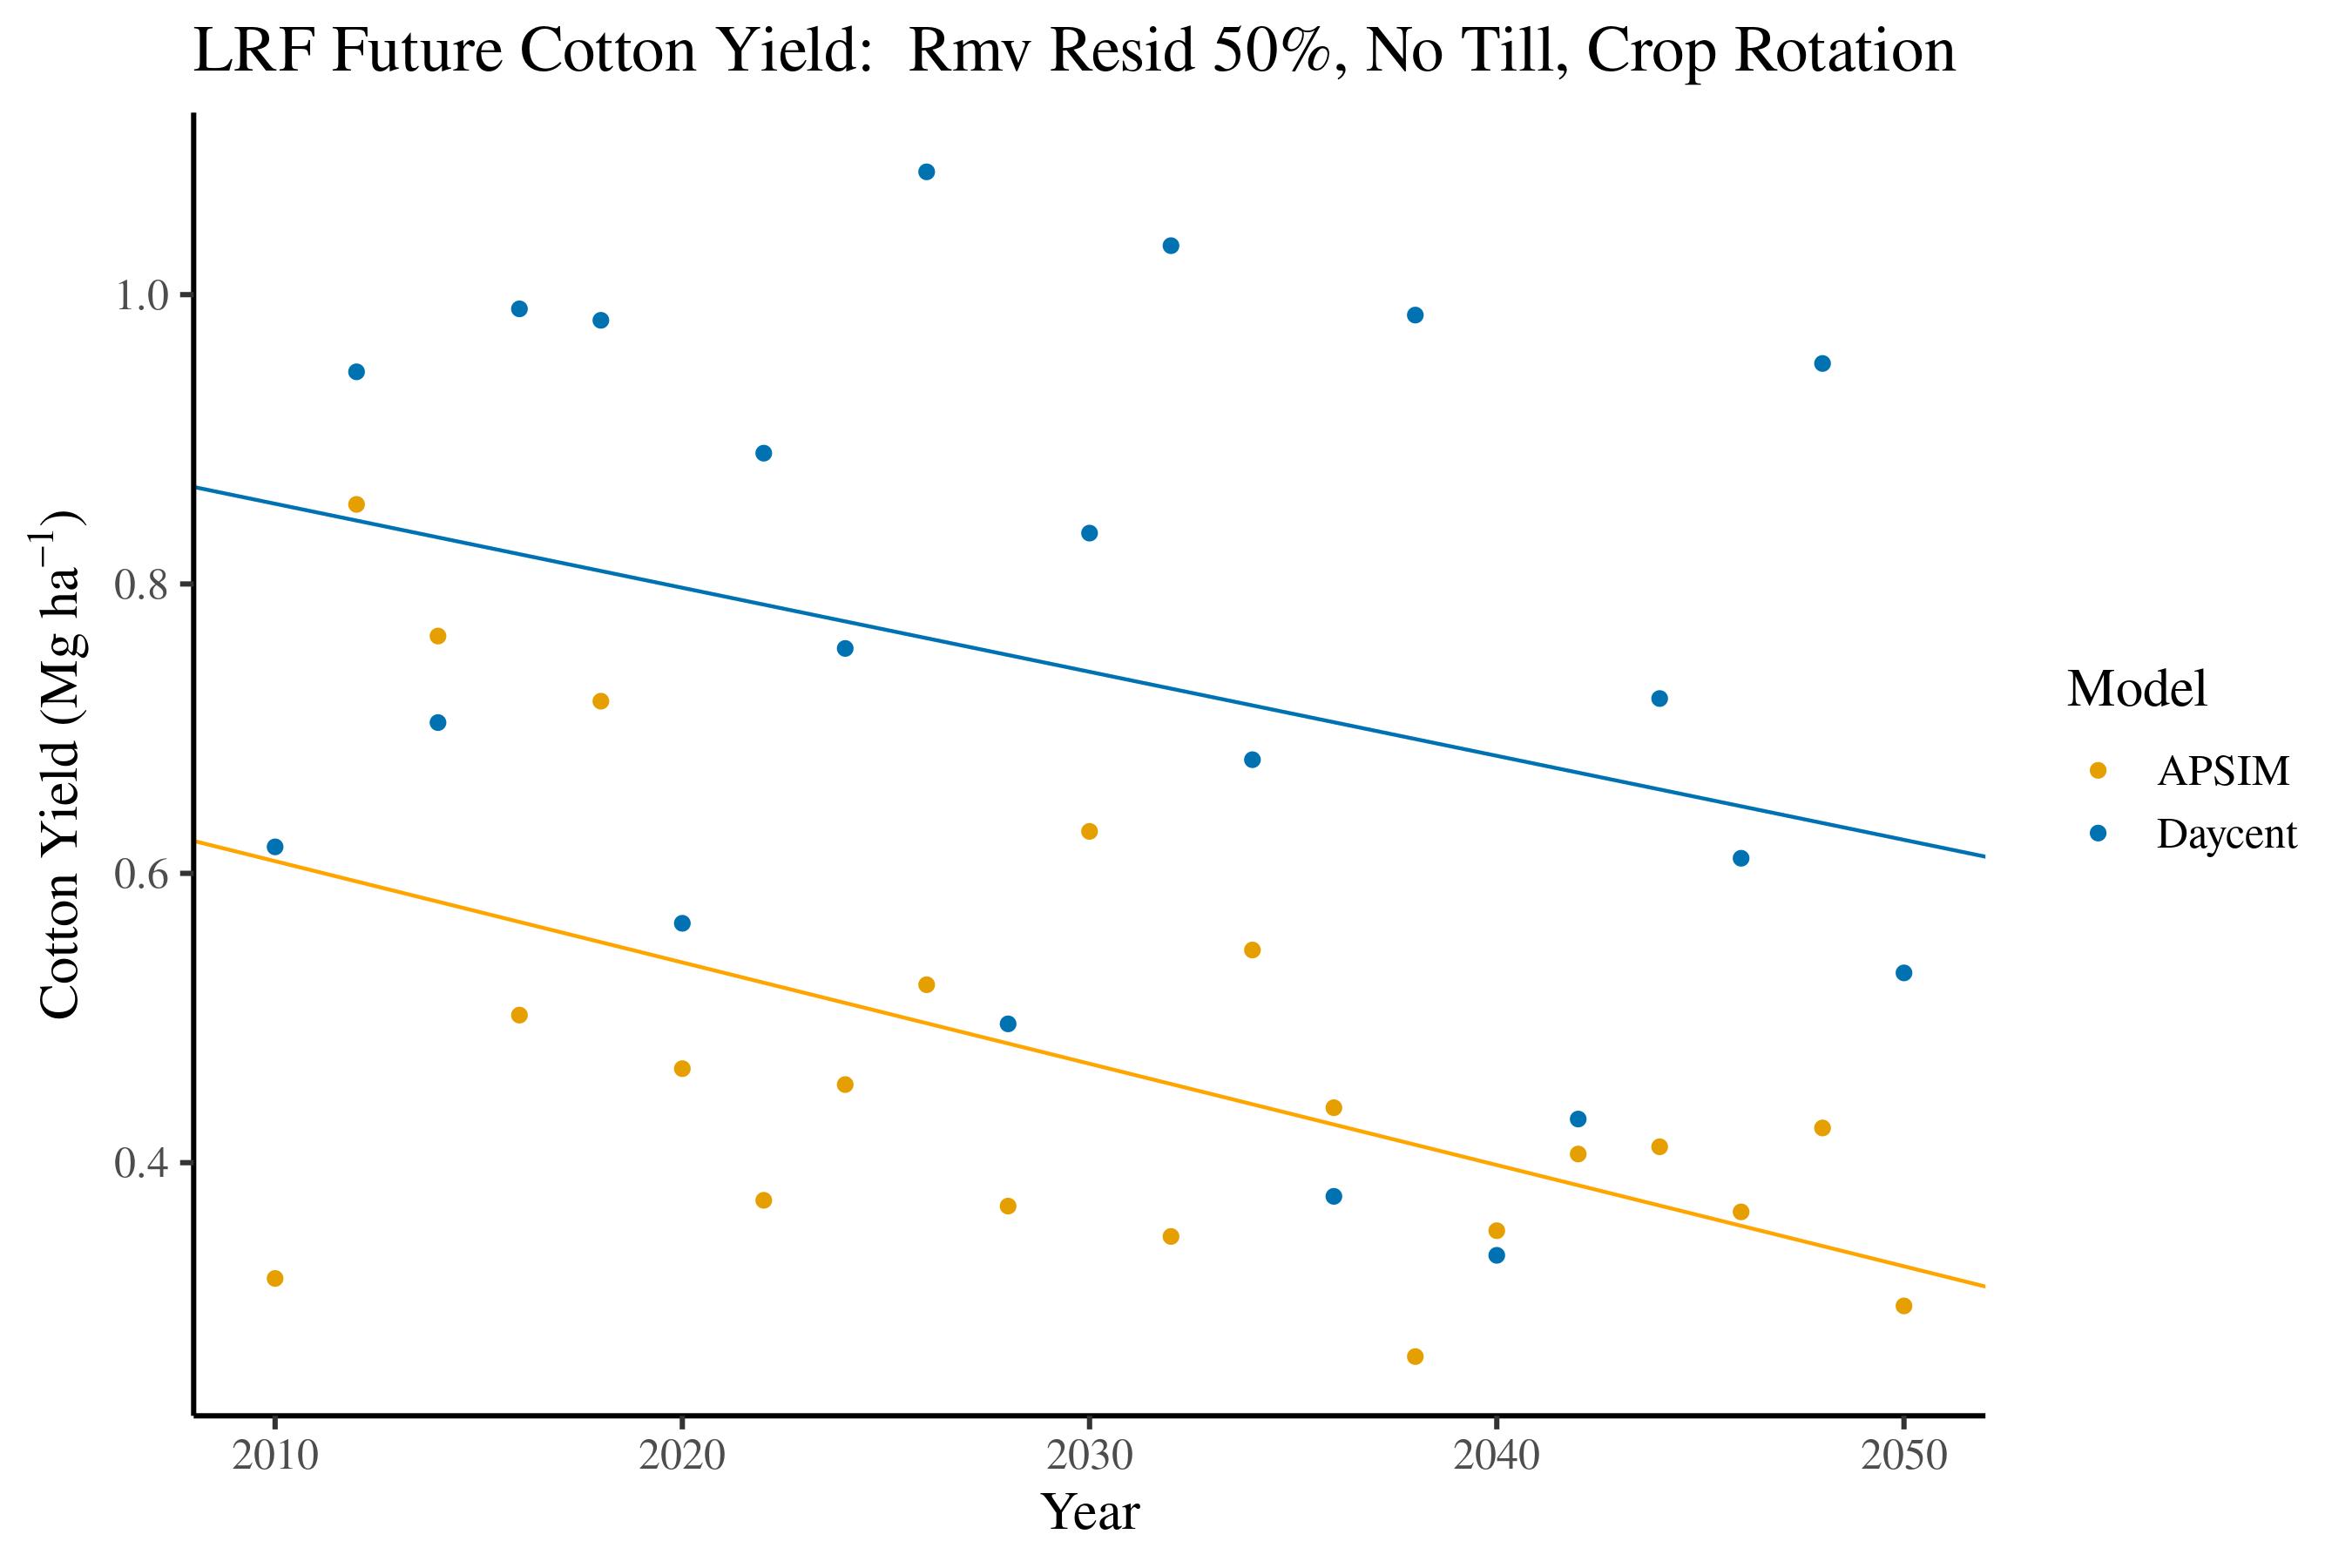 LRF Future Cotton Yield:  Rmv Resid 50%, No Till, Crop Rotation
Cotton Yield (Mg ha⁻¹)
1.0
0.8
0.6
0.4
2010 2020 2030 2040 2050
Year
Model
APSIM
Daycent